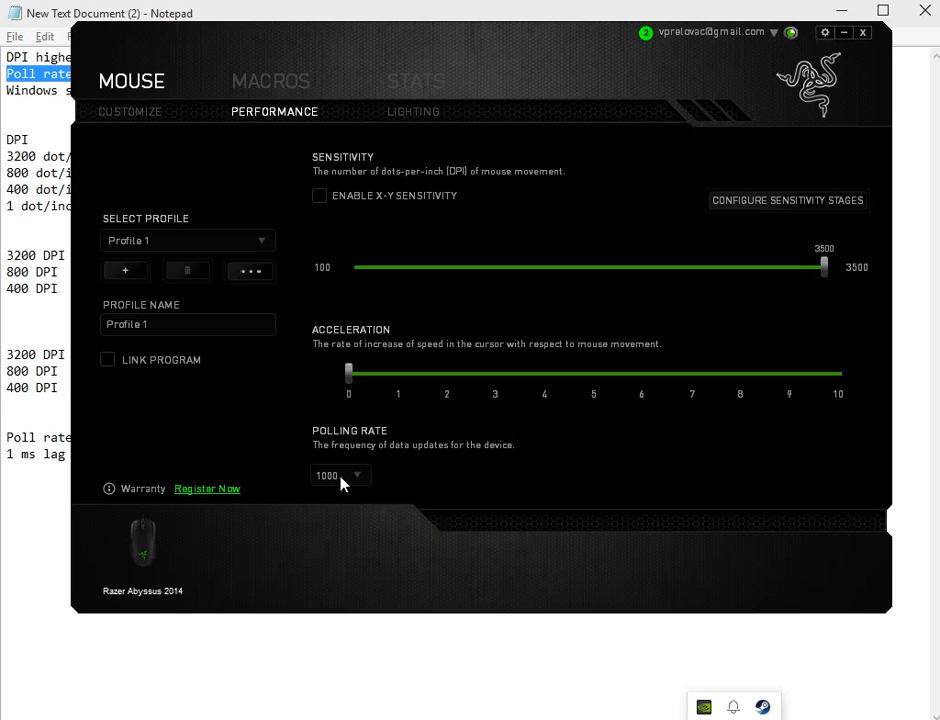 New Text Document (2) - Notepad
File Edit
DPI highe
Poll rate
Windows s
DPI
3200 dot/
800 dot/i
400 dot/i
1 dot/inc
3200 DPI
800 DPI
400 DPI
3200 DPI
800 DPI
400 DPI
Poll rate
1 ms lag
2 vprelovac@gmail.com
MOUSE MACROS STATS
CUSTOMIZE PERFORMANCE LIGHTING
SELECT PROFILE
Profile 1
+
PROFILE NAME
Profile 1
LINK PROGRAM
Warranty Register Now
SENSITIVITY
The number of dots-per-inch (DPI) of mouse movement.
ENABLE X-Y SENSITIVITY
CONFIGURE SENSITIVITY STAGES
3500
100 3500
ACCELERATION
The rate of increase of speed in the cursor with respect to mouse movement.
0 1 2 3 4 5 6 7 8 9 10
POLLING RATE
The frequency of data updates for the device.
1000
Razer Abyssus 2014